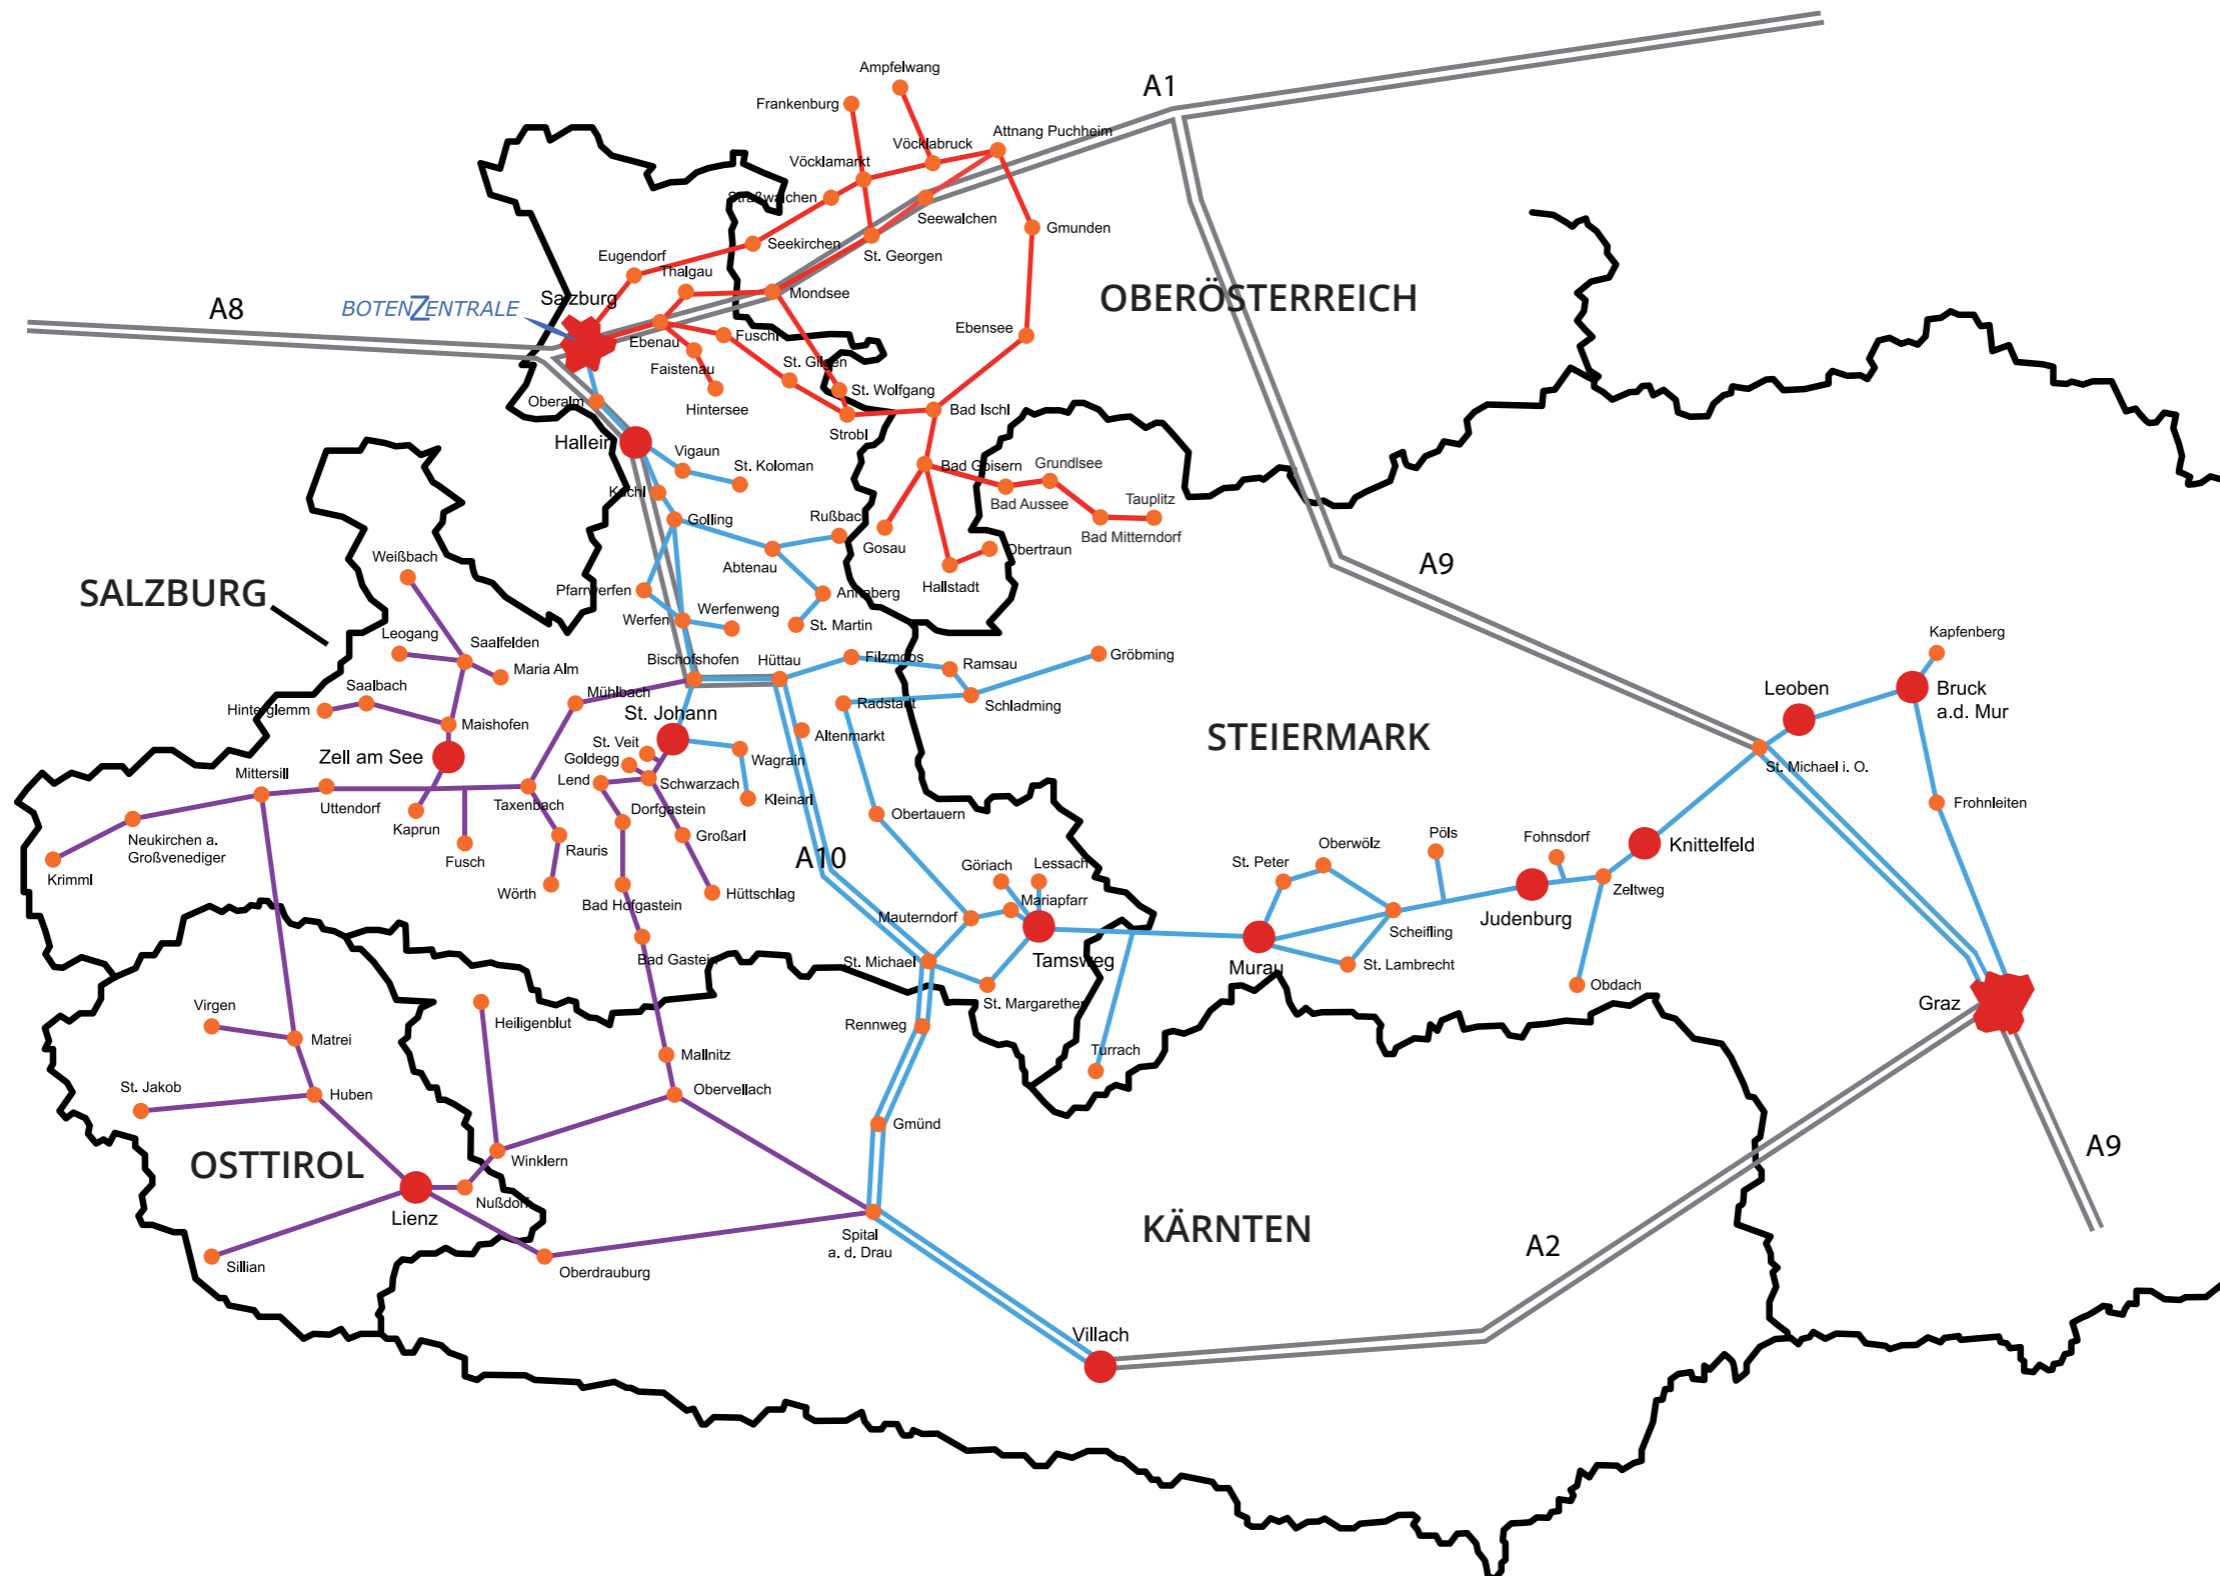 Ampfelwang
A1
Frankenburg
Attnang Puchheim
Vöcklabruck
Vöcklamarkt
Straßwalchen
Seewalchen
Gmunden
Seekirchen
St. Georgen
Eugendorf
Thalgau
Mondsee
OBERÖSTERREICH
Salzburg
A8
BOTENZENTRALE
Ebensee
Fuschl
Ebenau
St. Gilgen
Faistenau
St. Wolfgang
Hintersee
Oberalm
Bad Ischl
Strobl
Hallein
Vigaun
St. Koloman
Bad Goisern
Grundlsee
Kuchl
Bad Aussee
Tauplitz
Golling
Rußbach
Bad Mitterndorf
Gosau
Obertraun
Weißbach
Abtenau
A9
SALZBURG
Hallstadt
Pfarrwerfen
Annaberg
Werfenweng
Werfen
St. Martin
Leogang
Saalfelden
Kapfenberg
Maria Alm
Bischofshofen
Hüttau
Filzmoos
Ramsau
Gröbming
Saalbach
Leoben
Bruck
a.d. Mur
Hinterglemm
Mühlbach
Maishofen
St. Johann
Radstadt
Schladming
Altenmarkt
STEIERMARK
Zell am See
St. Veit
Goldegg
Wagrain
St. Michael i. O.
Mittersill
Lend
Schwarzach
Uttendorf
Taxenbach
Kleinarl
Frohnleiten
Dorfgastein
Obertauern
Kaprun
Neukirchen a.
Großvenediger
Rauris
Großarl
Pöls
Fohnsdorf
Oberwölz
Knittelfeld
Fusch
A10
Göriach
Lessach
St. Peter
Krimml
Wörth
Bad Hofgastein
Hüttschlag
Zeltweg
Mariapfarr
Mauterndorf
Judenburg
Scheifling
Bad Gastein
St. Michael
Tamsweg
Murau
St. Lambrecht
Obdach
Virgen
St. Margarethen
Graz
Heiligenblut
Rennweg
Matrei
Mallnitz
Turrach
St. Jakob
Huben
Obervellach
Gmünd
A9
OSTTIROL
Winklern
Nußdorf
Lienz
KÄRNTEN
A2
Spital
a. d. Drau
Sillian
Oberdrauburg
Villach